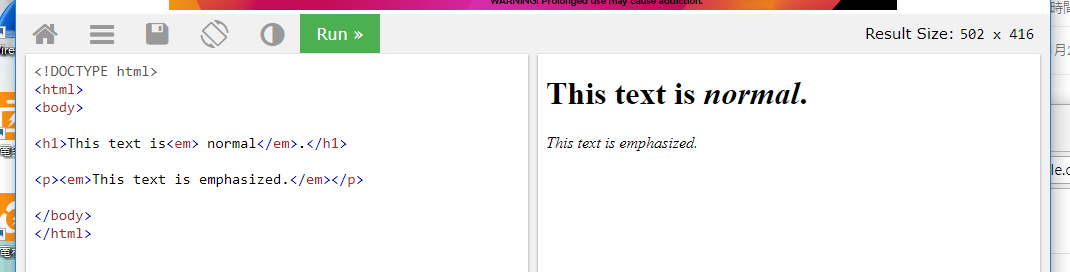 WARNING! Prolonged use may cause addiction.
Run »
Result Size: 502 x 416
<!DOCTYPE html>
<html>
<body>
<h1>This text is<em> normal</em>.</h1>
<p><em>This text is emphasized.</em></p>
</body>
</html>
This text is normal.
This text is emphasized.